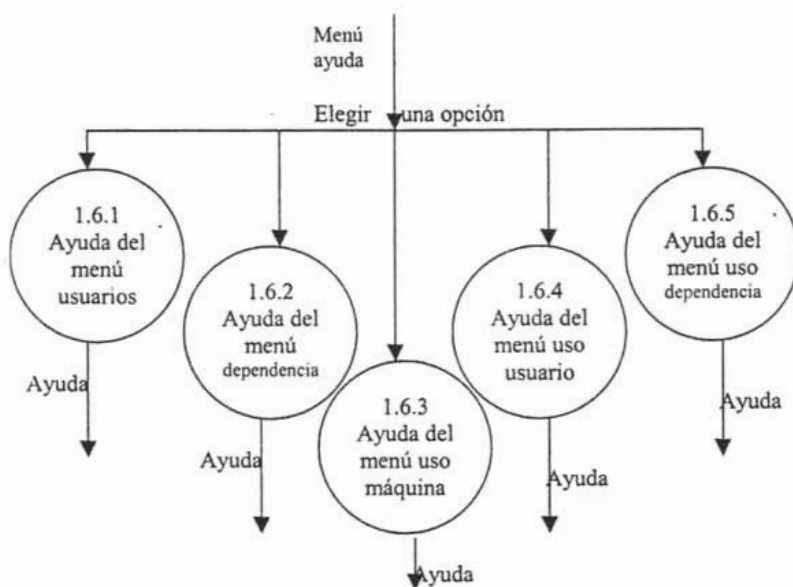 Menú
ayuda
Elegir una opción
1.6.1
Ayuda del
menú
usuarios
1.6.2
Ayuda del
menú
dependencia
1.6.3
Ayuda del
menú uso
máquina
1.6.4
Ayuda del
menú uso
usuario
1.6.5
Ayuda del
menú uso
dependencia
Ayuda
Ayuda
Ayuda
Ayuda
Ayuda